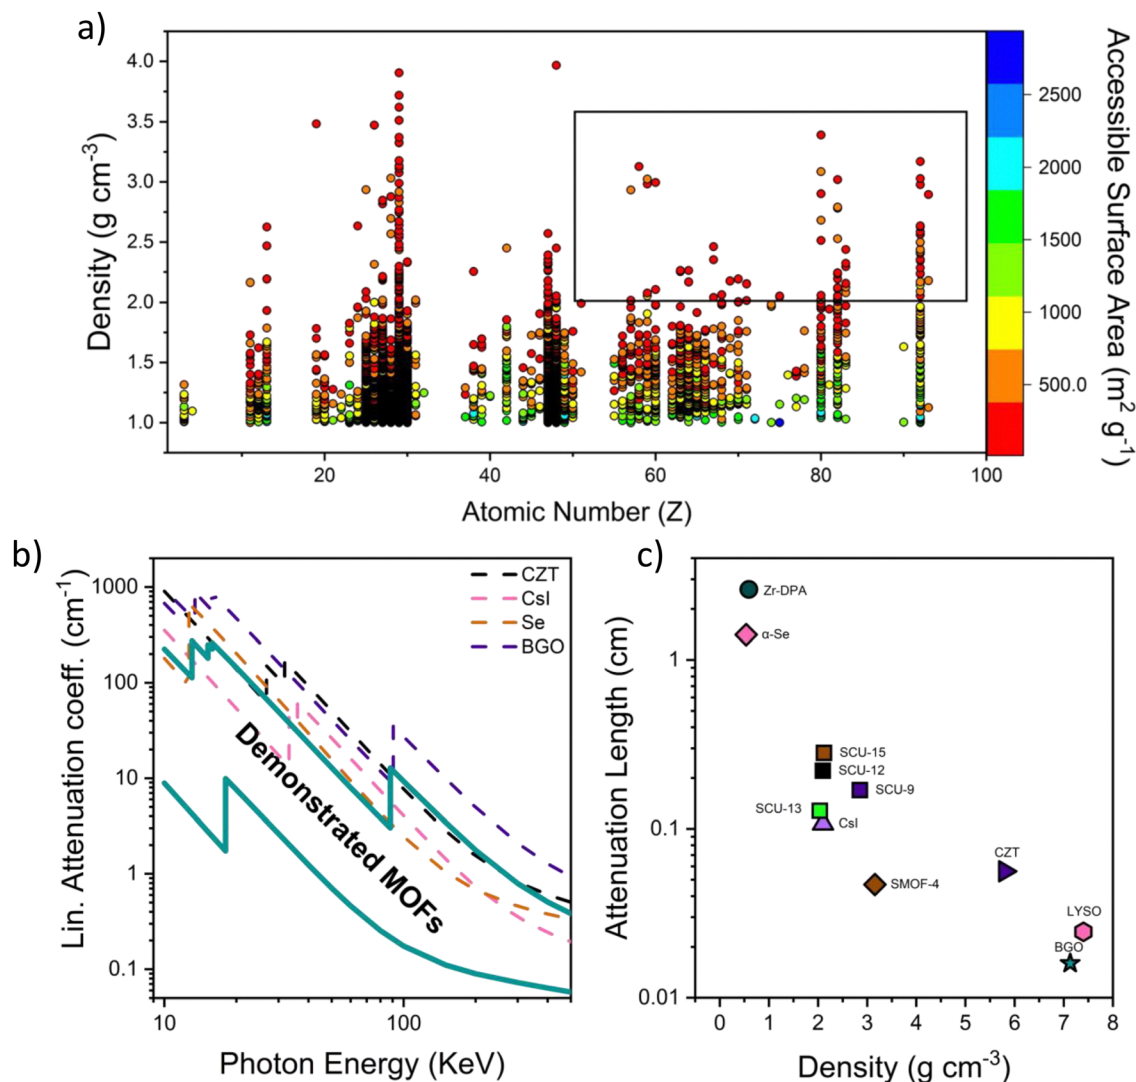 a)
Density (g cm-3)
4.0
3.5
3.0
2.5
2.0
1.5
1.0
20
40
60
80
100
Atomic Number (Z)
2500
2000
1500
1000
500.0
Accessible Surface Area (m2 g-1)
b)
Lin. Attenuation coeff. (cm-1)
1000
100
10
1
0.1
CZT
CsI
Se
BGO
Demonstrated MOFs
10
100
Photon Energy (KeV)
c)
Attenuation Length (cm)
1
0.1
0.01
Zr-DPA
α-Se
SCU-15
SCU-12
SCU-9
SCU-13
CsI
CZT
SMOF-4
LYSO
BGO
0
1
2
3
4
5
6
7
8
Density (g cm-3)